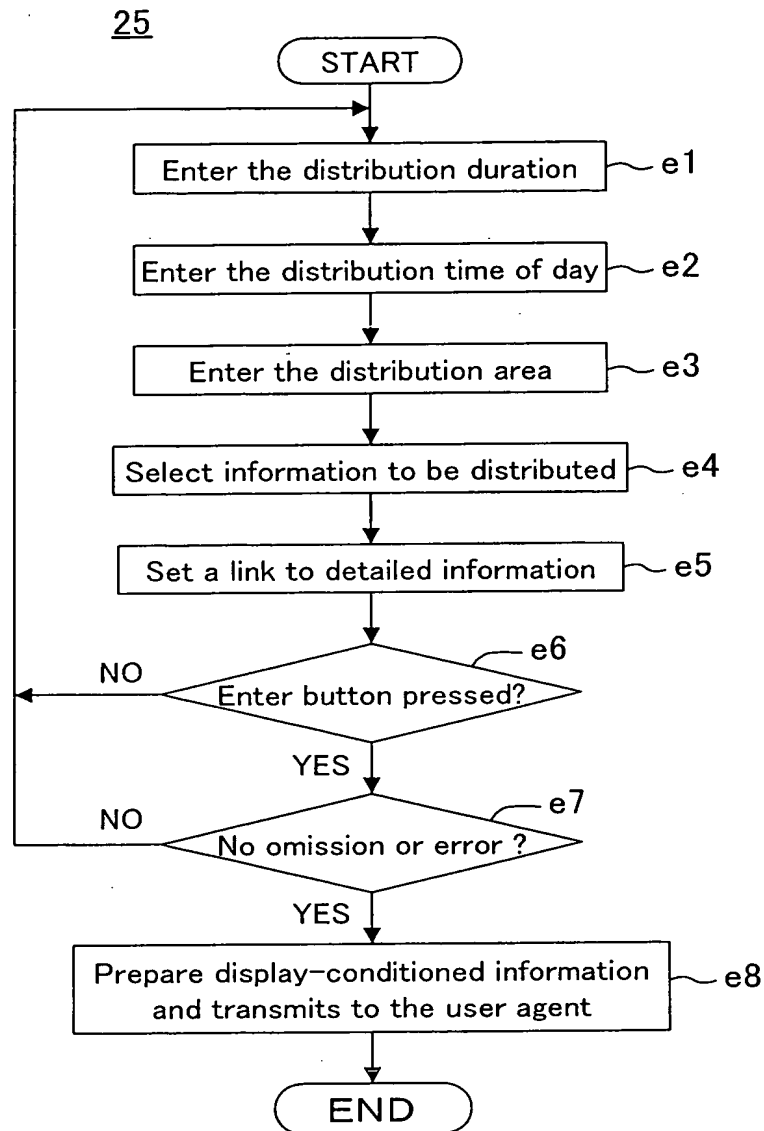 25
START
Enter the distribution duration
e1
Enter the distribution time of day
e2
Enter the distribution area
e3
Select information to be distributed
e4
Set a link to detailed information
e5
e6
NO
Enter button pressed?
YES
e7
NO
No omission or error ?
YES
Prepare display-conditioned information
and transmits to the user agent
e8
END